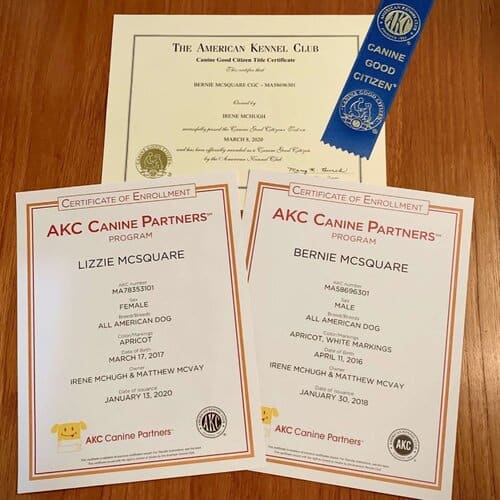 THE AMERICAN KENNEL CLUB
Canine Good Citizen Title Certificate
This certifies that
BERNIE MCSQUARE CGC - MA58696301
Owned by
IRENE MCHUGH
successfully passed the Canine Good Citizen Test on
MARCH 8, 2020
and has been officially awarded as a Canine Good Citizen
by the American Kennel Club
AKC
CANINE
GOOD
CITIZEN
CERTIFICATE OF ENROLLMENT
AKC CANINE PARTNERS SM
PROGRAM
LIZZIE MCSQUARE
AKC number
MA78353101
Sex
FEMALE
Breed/Breeds
ALL AMERICAN DOG
Color/Markings
APRICOT
Date of Birth
MARCH 17, 2017
Owner
IRENE MCHUGH & MATTHEW MCVAY
Date of Issuance
JANUARY 13, 2020
AKC Canine Partners
AKC
CERTIFICATE OF ENROLLMENT
AKC CANINE PARTNERS SM
PROGRAM
BERNIE MCSQUARE
AKC number
MA58696301
Sex
MALE
Breed/Breeds
ALL AMERICAN DOG
Color/Markings
APRICOT, WHITE MARKINGS
Date of Birth
APRIL 11, 2016
Owner
IRENE MCHUGH & MATTHEW MCVAY
Date of Issuance
JANUARY 30, 2018
AKC Canine Partners
AKC